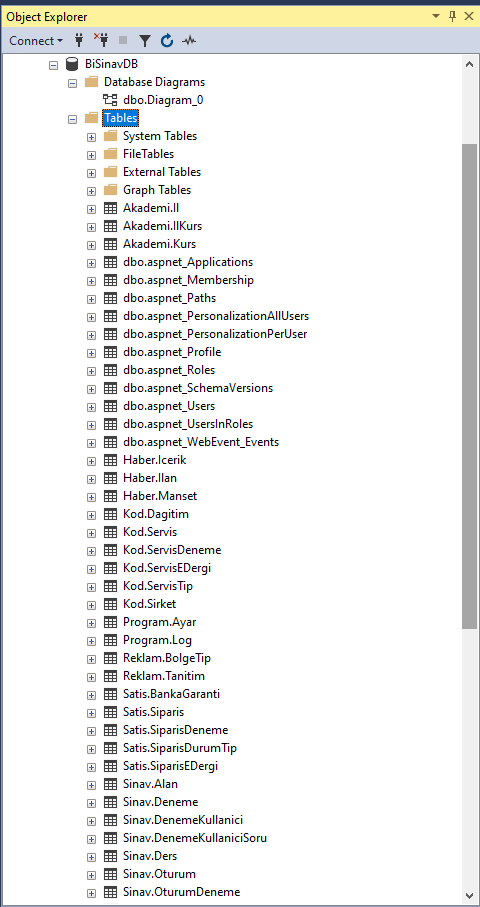 Object Explorer
Connect
BiSinavDB
Database Diagrams
dbo.Diagram_0
Tables
System Tables
FileTables
External Tables
Graph Tables
Akademi.Il
Akademi.IlKurs
Akademi.Kurs
dbo.aspnet_Applications
dbo.aspnet_Membership
dbo.aspnet_Paths
dbo.aspnet_PersonalizationAllUsers
dbo.aspnet_PersonalizationPerUser
dbo.aspnet_Profile
dbo.aspnet_Roles
dbo.aspnet_SchemaVersions
dbo.aspnet_Users
dbo.aspnet_UsersInRoles
dbo.aspnet_WebEvent_Events
Haber.Icerik
Haber.Ilan
Haber.Manset
Kod.Dagitim
Kod.Servis
Kod.ServisDeneme
Kod.ServisEDergi
Kod.ServisTip
Kod.Sirket
Program.Ayar
Program.Log
Reklam.BolgeTip
Reklam.Tanitim
Satis.BankaGaranti
Satis.Siparis
Satis.SiparisDeneme
Satis.SiparisDurumTip
Satis.SiparisEDergi
Sinav.Alan
Sinav.Deneme
Sinav.DenemeKullanici
Sinav.DenemeKullaniciSoru
Sinav.Ders
Sinav.Oturum
Sinav.OturumDeneme